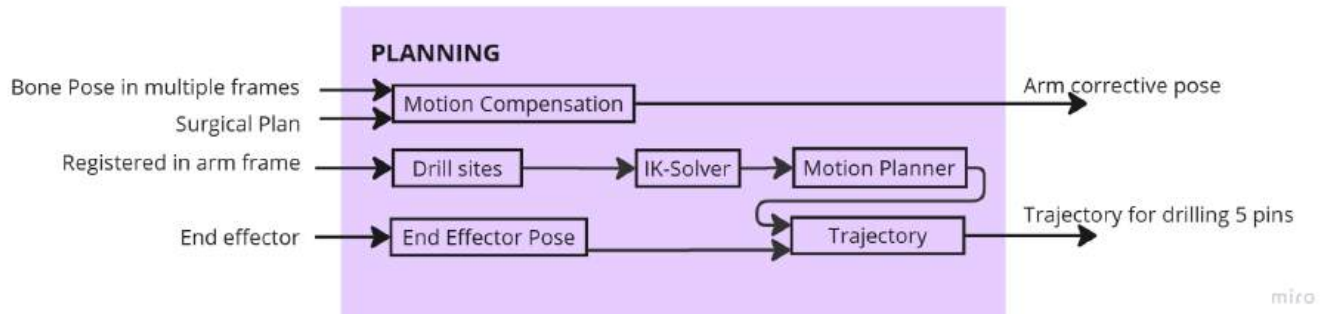 PLANNING
Bone Pose in multiple frames
Motion Compensation
Arm corrective pose
Surgical Plan
Registered in arm frame
Drill sites
IK-Solver
Motion Planner
End effector
End Effector Pose
Trajectory
Trajectory for drilling 5 pins
miro